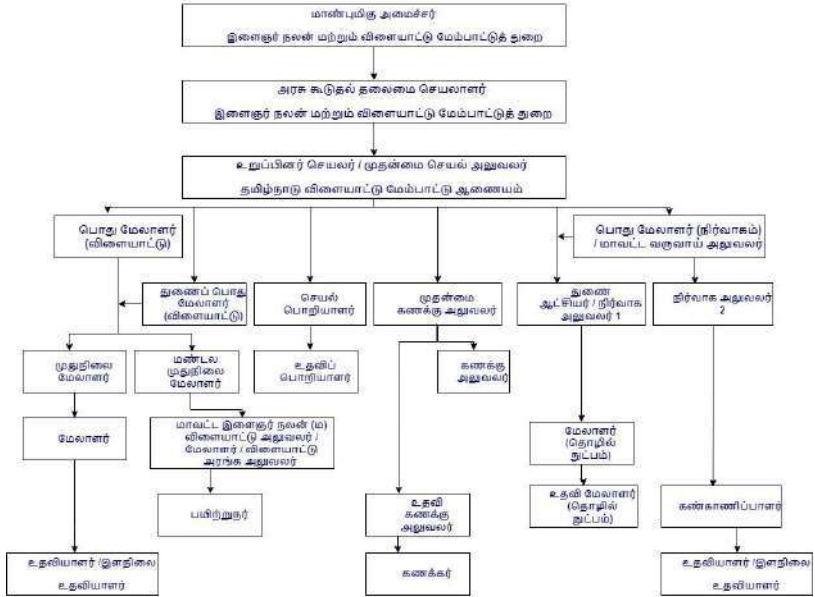 மாண்புமிகு அமைச்சர்
இளைஞர் நலன் மற்றும் விளையாட்டு மேம்பாட்டுத் துறை
அரசு கூடுதல் தலைமை செயலாளர்
இளைஞர் நலன் மற்றும் விளையாட்டு மேம்பாட்டுத் துறை
உறுப்பினர் செயலர் / முதன்மை செயல் அலுவலர்
தமிழ்நாடு விளையாட்டு மேம்பாட்டு ஆணையம்
பொது மேலாளர்
(விளையாட்டு)
பொது மேலாளர் (நிர்வாகம்)
/ மாவட்ட வருவாய் அலுவலர்
துணைப் பொது
மேலாளர்
(விளையாட்டு)
செயல்
பொறியாளர்
முதன்மை
கணக்கு அலுவலர்
துணை
ஆட்சியர் / நிர்வாக
அலுவலர் 1
நிர்வாக அலுவலர்
2
முதுநிலை
மேலாளர்
மண்டல
முதுநிலை
மேலாளர்
உதவிப்
பொறியாளர்
கணக்கு
அலுவலர்
மேலாளர்
மாவட்ட இளைஞர் நலன் (ம)
விளையாட்டு அலுவலர் /
மேலாளர் / விளையாட்டு
அரங்க அலுவலர்
மேலாளர்
(தொழில்
நுட்பம்)
பயிற்றுநர்
உதவி
கணக்கு
அலுவலர்
உதவி மேலாளர்
(தொழில்
நுட்பம்)
கண்காணிப்பாளர்
உதவியாளர் /இளநிலை
உதவியாளர்
கணக்கர்
உதவியாளர் /இளநிலை
உதவியாளர்